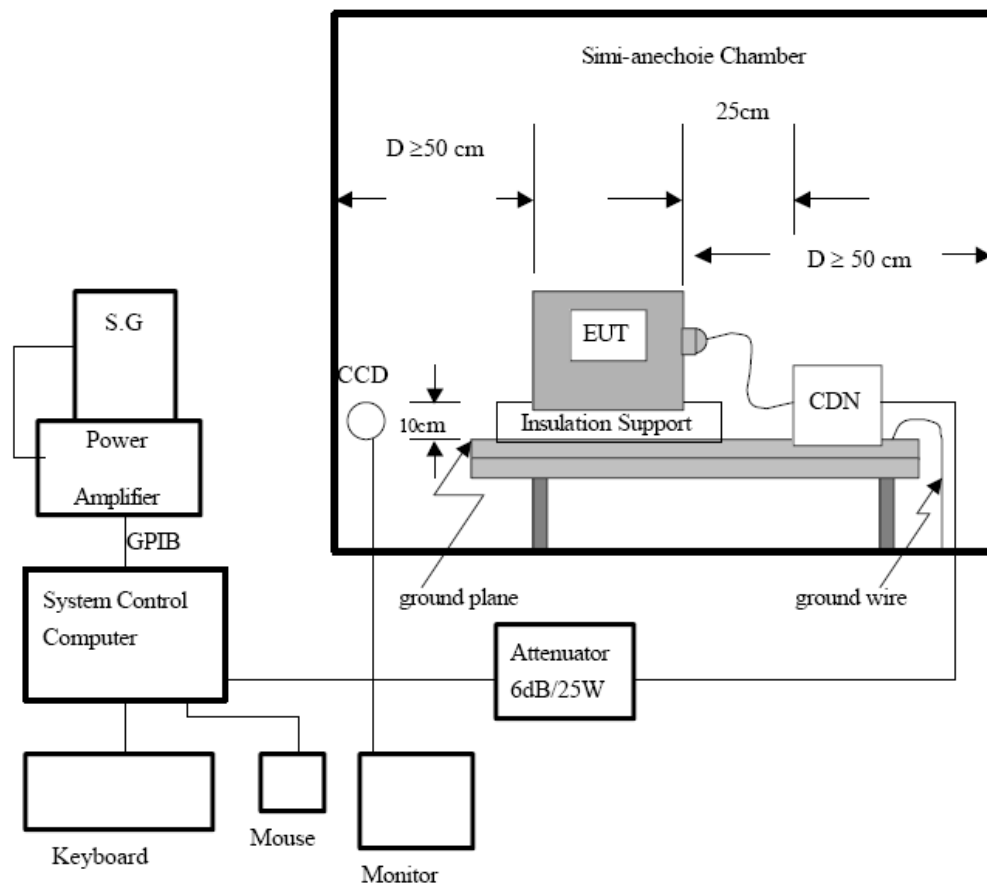 Simi-anechoie Chamber
25cm
D ≥50 cm
D ≥ 50 cm
S.G
EUT
CCD
CDN
10cm
Insulation Support
Power
Amplifier
GPIB
System Control
Computer
ground plane
ground wire
Attenuator
6dB/25W
Mouse
Keyboard
Monitor